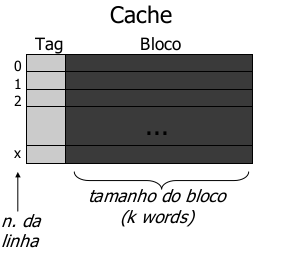 Cache
Tag Bloco
0
1
2
...
x
tamanho do bloco
(k words)
n. da
linha